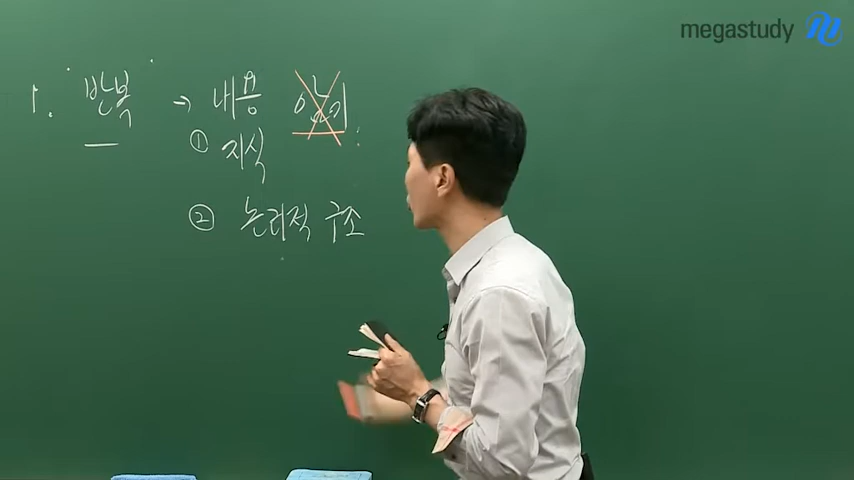 megastudy
1. 반복 → 내용 암기
① 지식
② 논리적 구조